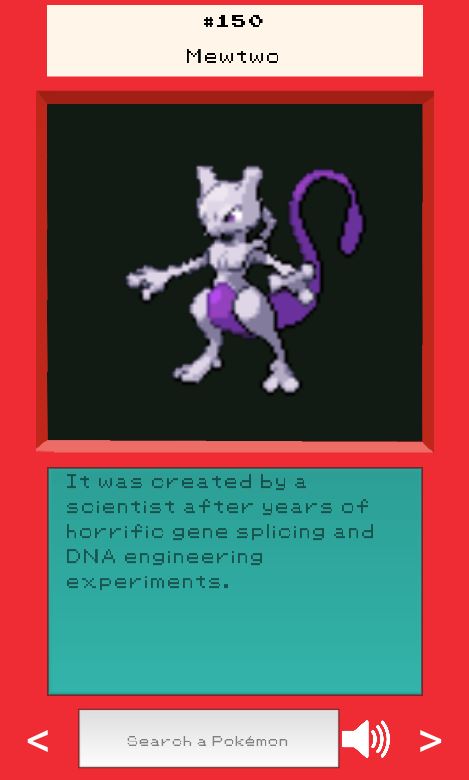 #150
Mewtwo
It was created by a
scientist after years of
horrific gene splicing and
DNA engineering
experiments.
< Search a Pokémon >